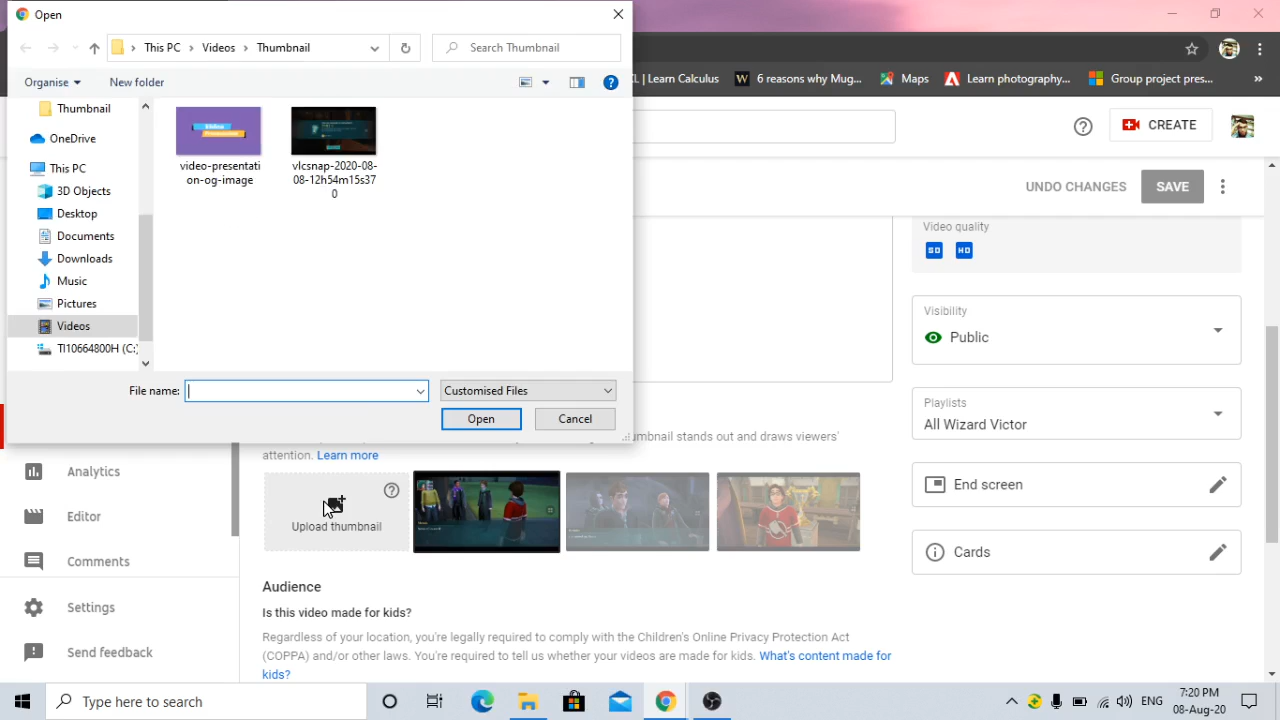 Open
This PC > Videos > Thumbnail
Search Thumbnail
Organise
New folder
Thumbnail
OneDrive
This PC
3D Objects
Desktop
Documents
Downloads
Music
Pictures
Videos
TI10664800H (C:)
video-presentati
on-og-image
vlcsnap-2020-08-
08-12h54m15s37
0
File name:
Customised Files
Open
Cancel
Learn Calculus
W
6 reasons why Mug...
Maps
Learn photography...
Group project pres...
CREATE
UNDO CHANGES
SAVE
Video quality
SD
HD
Visibility
Public
Playlists
All Wizard Victor
End screen
Cards
thumbnail stands out and draws viewers'
attention. Learn more
Upload thumbnail
Audience
Is this video made for kids?
Regardless of your location, you're legally required to comply with the Children's Online Privacy Protection Act
(COPPA) and/or other laws. You're required to tell us whether your videos are made for kids. What's content made for
kids?
Analytics
Editor
Comments
Settings
Send feedback
Type here to search
ENG
7:20 PM
08-Aug-20